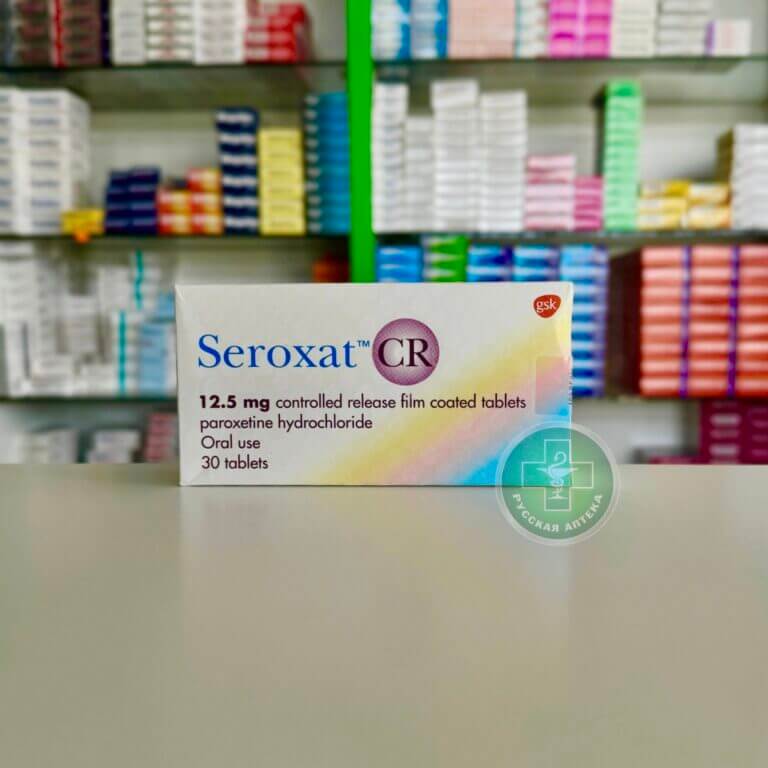 gsk
Seroxat™ CR
12.5 mg controlled release film coated tablets
paroxetine hydrochloride
Oral use
30 tablets
РУССКАЯ АПТЕКА